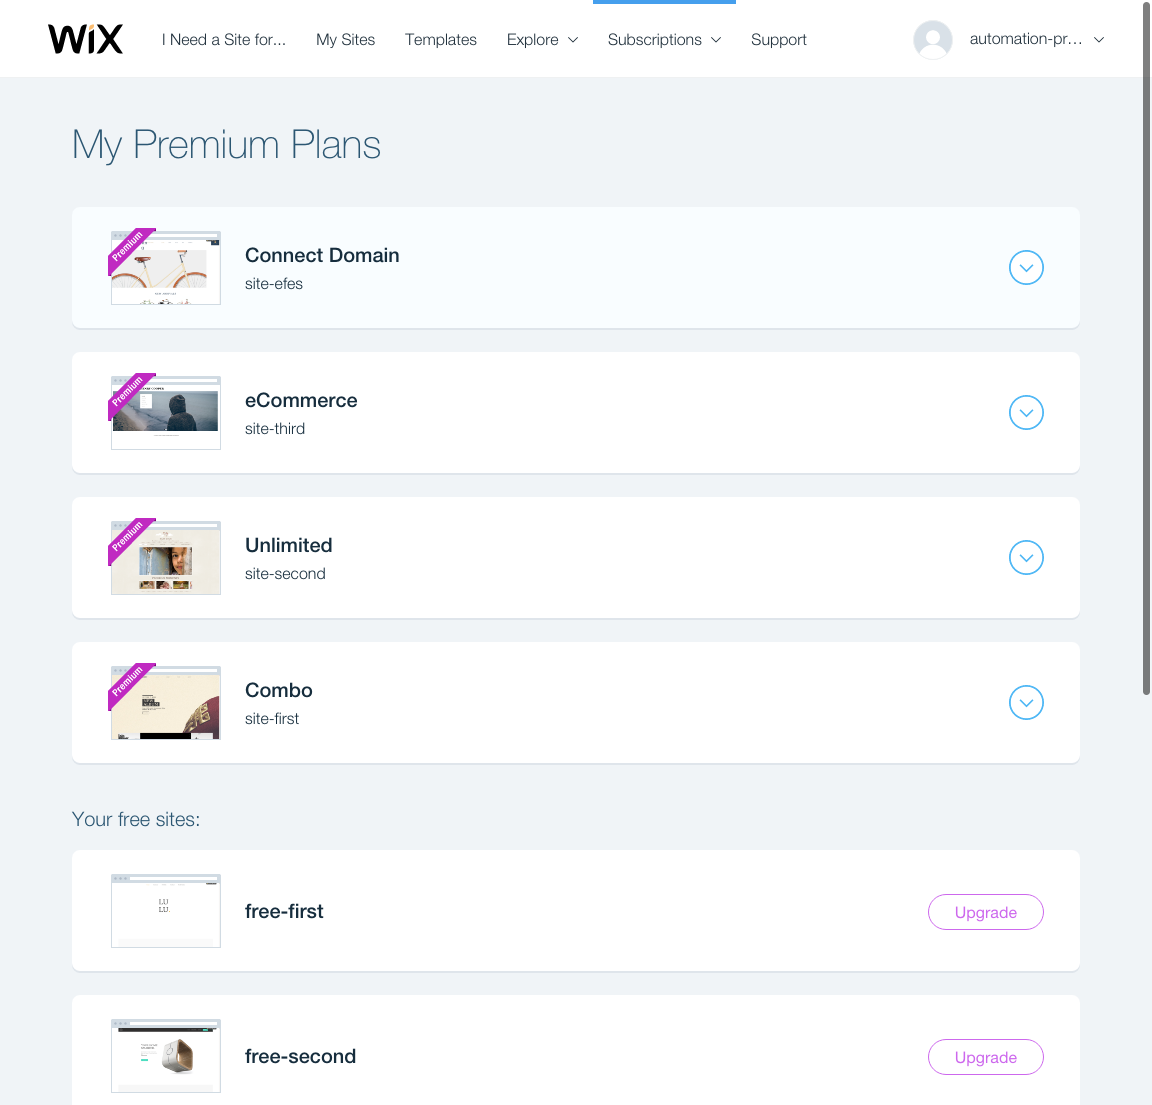 WiX
I Need a Site for...
My Sites
Templates
Explore
Subscriptions
Support
automation-pr...
My Premium Plans
Premium
Connect Domain
site-efes
Premium
eCommerce
site-third
Premium
Unlimited
site-second
Premium
Combo
site-first
Your free sites:
LU
LU.
free-first
Upgrade
free-second
Upgrade